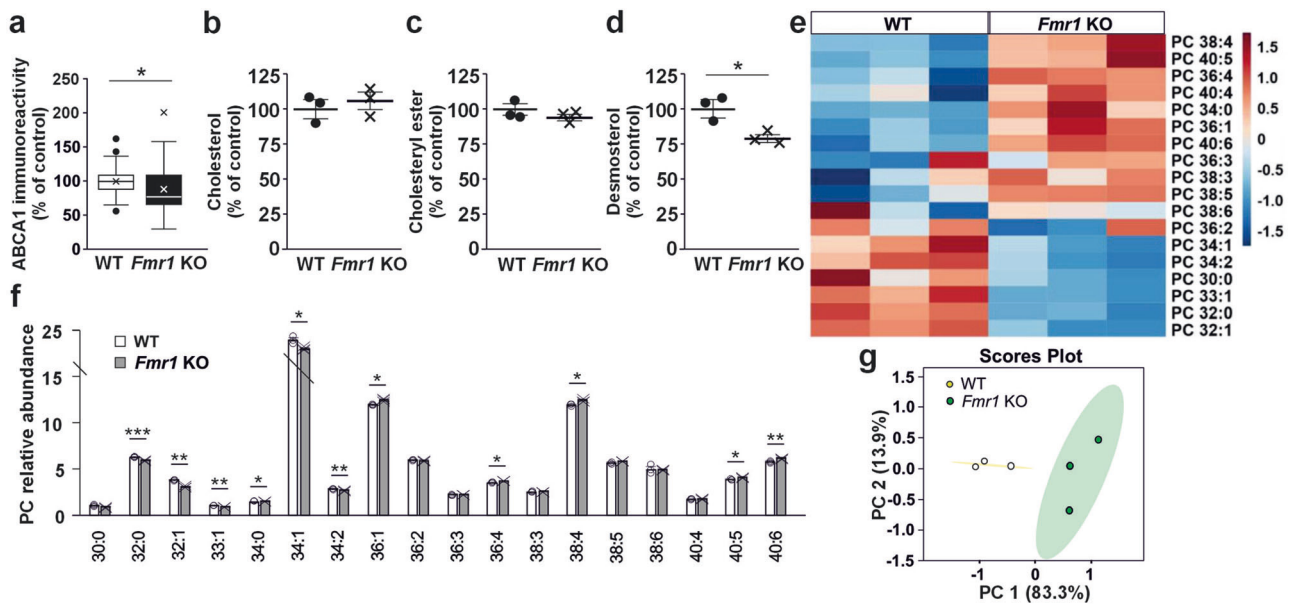 a
b
c
d
e
WT
Fmr1 KO
*
250
200
150
100
50
0
ABCA1 immunoreactivity
(% of control)
WT Fmr1 KO
125
100
75
50
25
0
Cholesterol
(% of control)
WT Fmr1 KO
125
100
75
50
25
0
Cholesteryl ester
(% of control)
WT Fmr1 KO
*
125
100
75
50
25
0
Desmosterol
(% of control)
WT Fmr1 KO
PC 38:4
PC 40:5
PC 36:4
PC 40:4
PC 34:0
PC 36:1
PC 40:6
PC 36:3
PC 38:3
PC 38:5
PC 38:6
PC 36:2
PC 34:1
PC 34:2
PC 30:0
PC 33:1
PC 32:0
PC 32:1
1.5
1.0
0.5
0
-0.5
-1.0
-1.5
f
WT
Fmr1 KO
25
15
10
5
0
PC relative abundance
***
**
**
*
*
**
*
*
*
*
**
30:0
32:0
32:1
33:1
34:0
34:1
34:2
36:1
36:2
36:3
36:4
38:3
38:4
38:5
38:6
40:4
40:5
40:6
g
Scores Plot
WT
Fmr1 KO
1.5
1.0
0.5
0.0
-0.5
-1.0
-1.5
PC 2 (13.9%)
-1
0
1
PC 1 (83.3%)